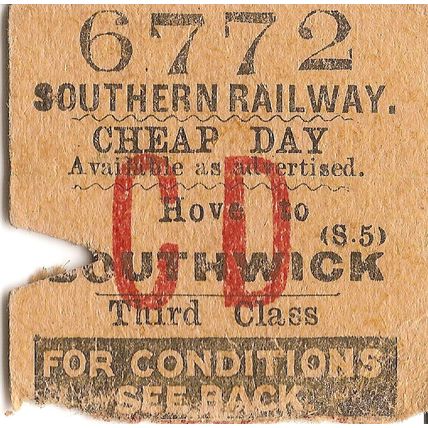 6772
SOUTHERN RAILWAY.
CHEAP DAY
Available as advertised.
Hove to
(S.5)
SOUTHWICK
Third Class
CD
FOR CONDITIONS
SEE BACK